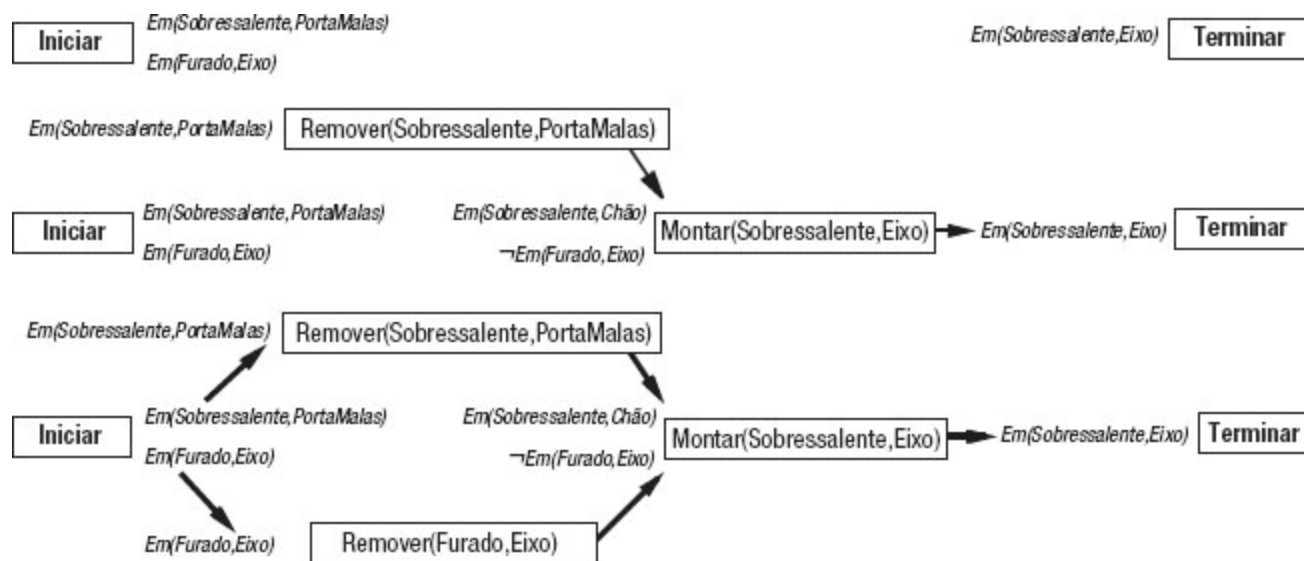 Iniciar Em(Sobressalente,PortaMalas)
Em(Furado,Eixo)
Em(Sobressalente,Eixo) Terminar
Em(Sobressalente,PortaMalas) Remover(Sobressalente,PortaMalas)
Iniciar Em(Sobressalente,PortaMalas)
Em(Furado,Eixo)
Em(Sobressalente,Chão)
¬Em(Furado,Eixo)
Montar(Sobressalente,Eixo) Em(Sobressalente,Eixo) Terminar
Em(Sobressalente,PortaMalas) Remover(Sobressalente,PortaMalas)
Iniciar Em(Sobressalente,PortaMalas)
Em(Furado,Eixo)
Em(Sobressalente,Chão)
¬Em(Furado,Eixo)
Montar(Sobressalente,Eixo) Em(Sobressalente,Eixo) Terminar
Em(Furado,Eixo) Remover(Furado,Eixo)